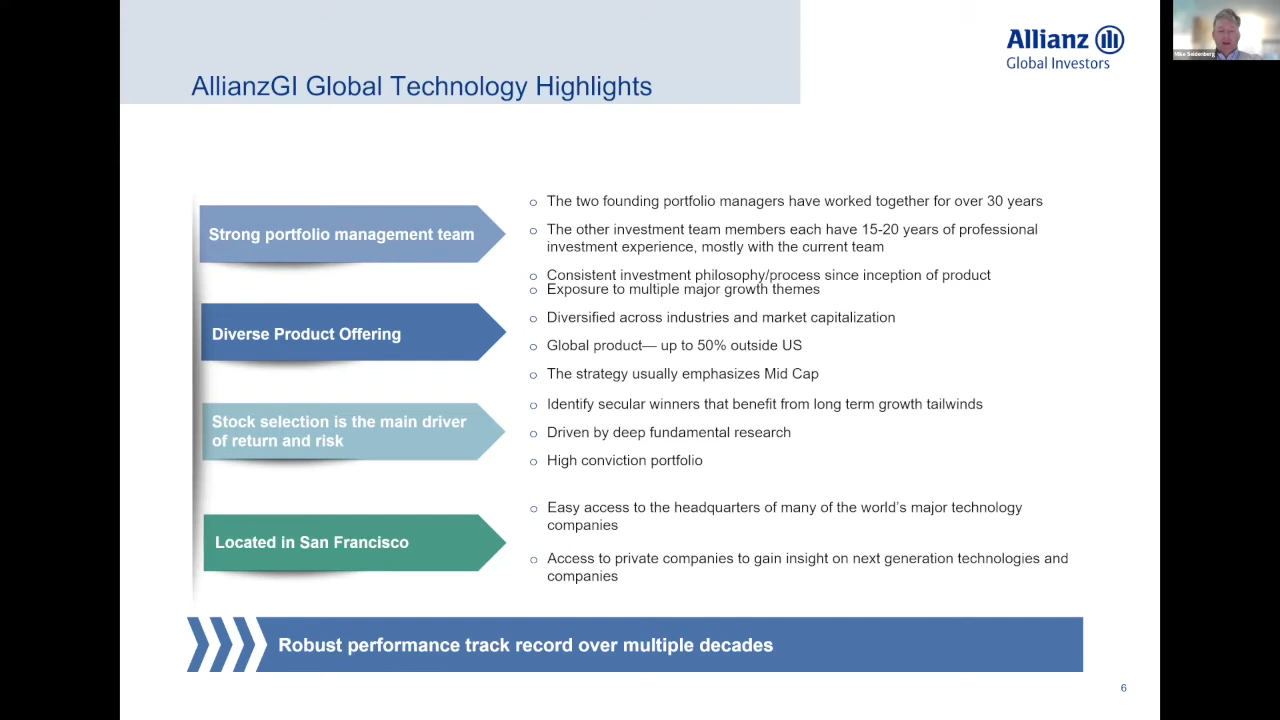 Allianz
Global Investors
Mike Seidenberg
AllianzGI Global Technology Highlights
Strong portfolio management team
○ The two founding portfolio managers have worked together for over 30 years
○ The other investment team members each have 15-20 years of professional
investment experience, mostly with the current team
○ Consistent investment philosophy/process since inception of product
Diverse Product Offering
○ Exposure to multiple major growth themes
○ Diversified across industries and market capitalization
○ Global product— up to 50% outside US
○ The strategy usually emphasizes Mid Cap
Stock selection is the main driver
of return and risk
○ Identify secular winners that benefit from long term growth tailwinds
○ Driven by deep fundamental research
○ High conviction portfolio
Located in San Francisco
○ Easy access to the headquarters of many of the world’s major technology
companies
○ Access to private companies to gain insight on next generation technologies and
companies
Robust performance track record over multiple decades
6